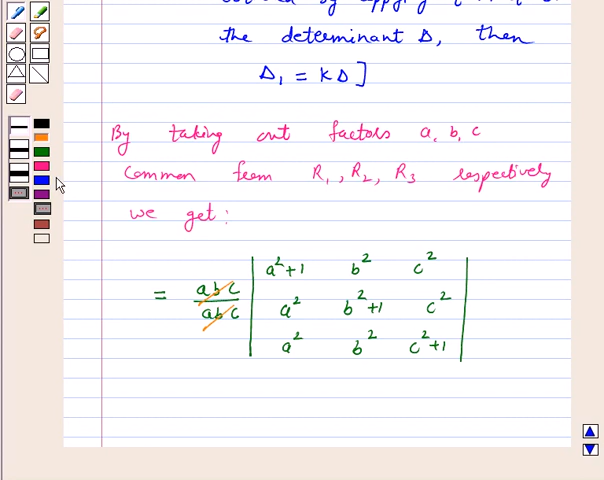 the determinant Δ, then
Δ₁ = KΔ ]
By taking out factors a, b, c
common from R₁, R₂, R₃ respectively
we get:
= abc/abc | a²+1 b² c² |
| a² b²+1 c² |
| a² b² c²+1 |